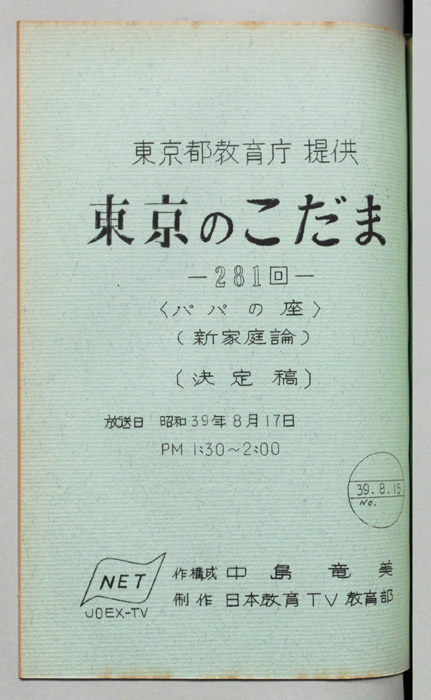 東京都教育庁 提供
東京のこだま
―281回―
〈パパの座〉
(新家庭論)
〔決定稿〕
放送日 昭和39年8月17日
PM 1:30~2:00
39.8.15
No.
NET
JOEX-TV
作構成 中島竜美
制作 日本教育TV教育部